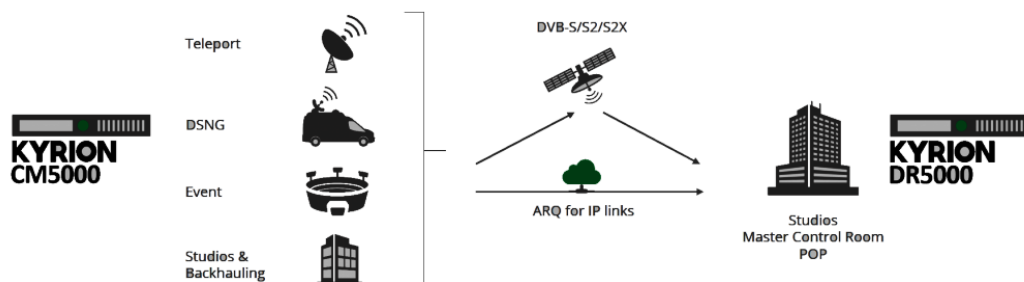 KYRION
CM5000
Teleport
DSNG
Event
Studios &
Backhauling
DVB-S/S2/S2X
ARQ for IP links
Studios
Master Control Room
POP
KYRION
DR5000